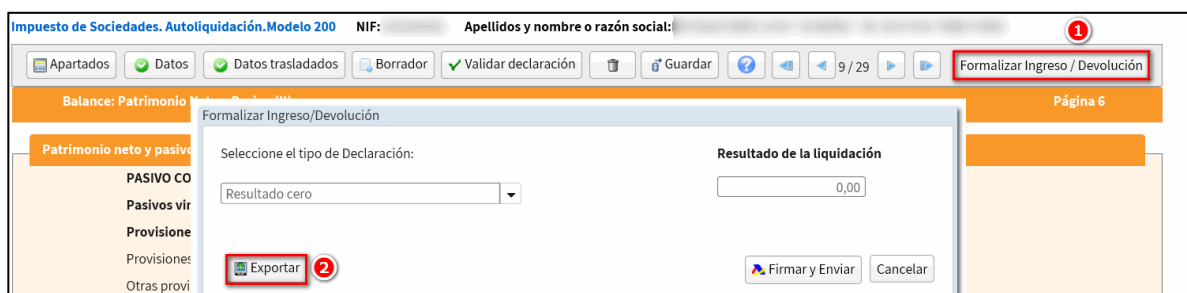 Impuesto de Sociedades. Autoliquidación.Modelo 200 NIF: Apellidos y nombre o razón social:
1
Apartados Datos Datos trasladados Borrador Validar declaración Guardar ? 9 / 29 Formalizar Ingreso / Devolución
Balance: Patrimonio Página 6
Formalizar Ingreso/Devolución
Patrimonio neto y pasivo Seleccione el tipo de Declaración: Resultado de la liquidación
PASIVO CO
Resultado cero 0,00
Pasivos vin
Provisione
Provisiones Exportar 2 Firmar y Enviar Cancelar
Otras provi